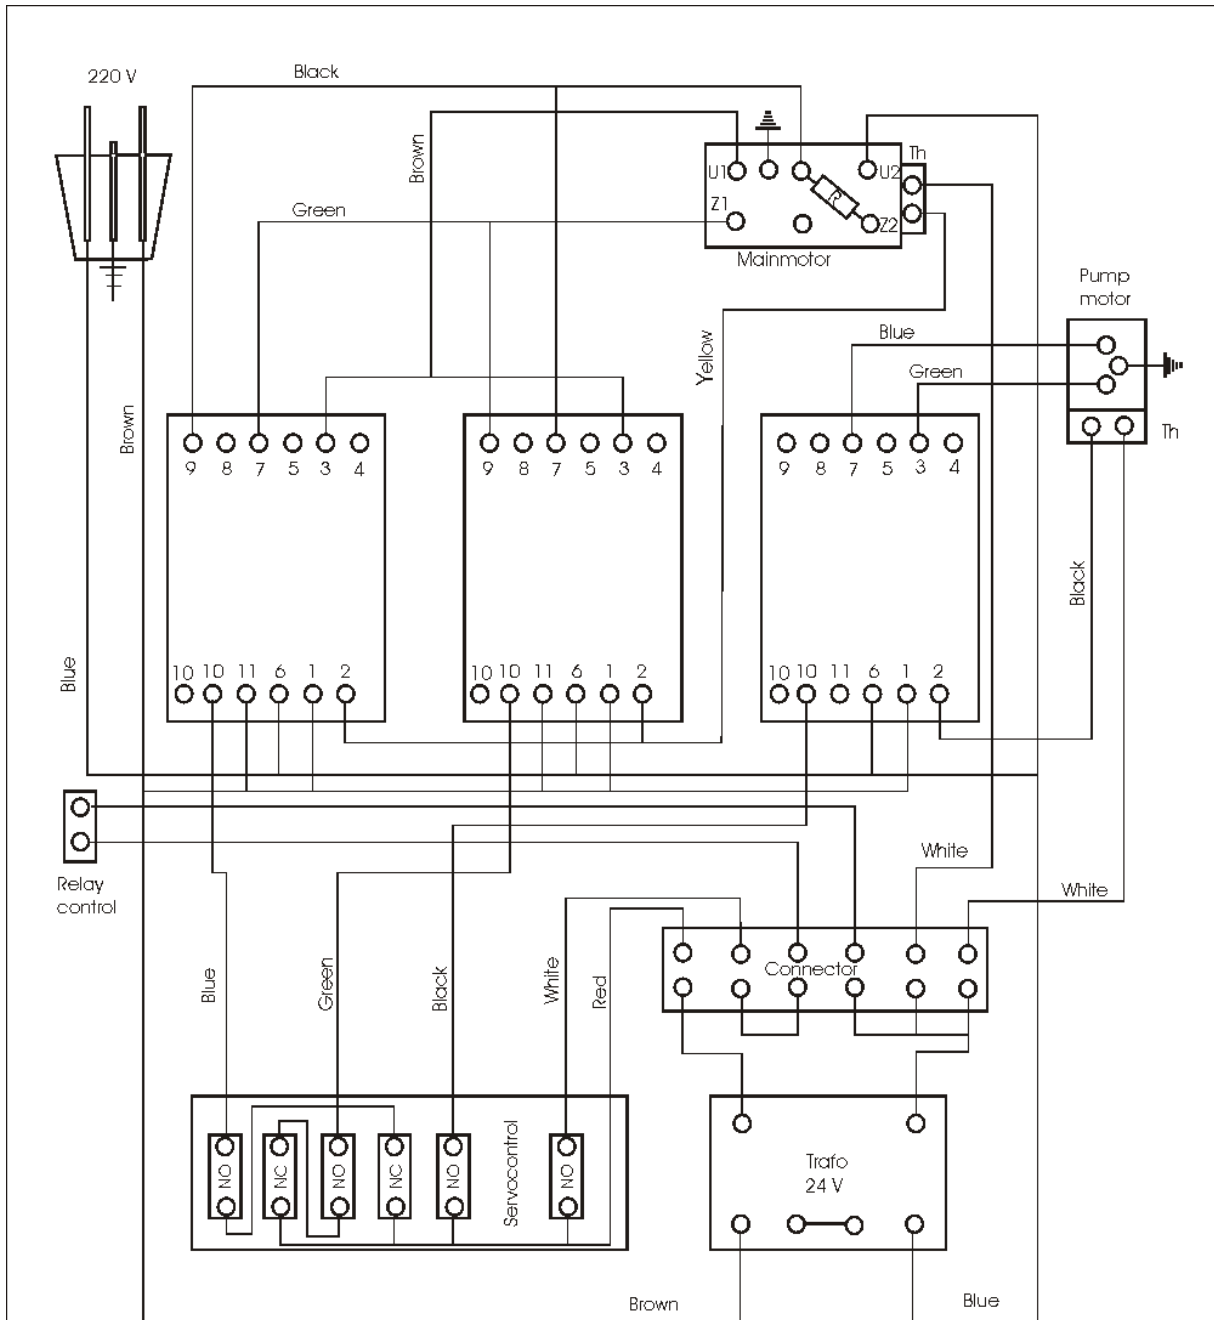 220 V
Black
Brown
Green
U1
U2
Th
Z1
R
Z2
Mainmotor
Pump
motor
Blue
Yellow
Green
Brown
Th
9 8 7 5 3 4
9 8 7 5 3 4
9 8 7 5 3 4
Black
Blue
10 10 11 6 1 2
10 10 11 6 1 2
10 10 11 6 1 2
Relay
control
White
White
Blue
Green
Black
White
Red
Connector
NO
NC
NO
NC
NO
Servocontrol
NO
Trafo
24 V
Brown
Blue